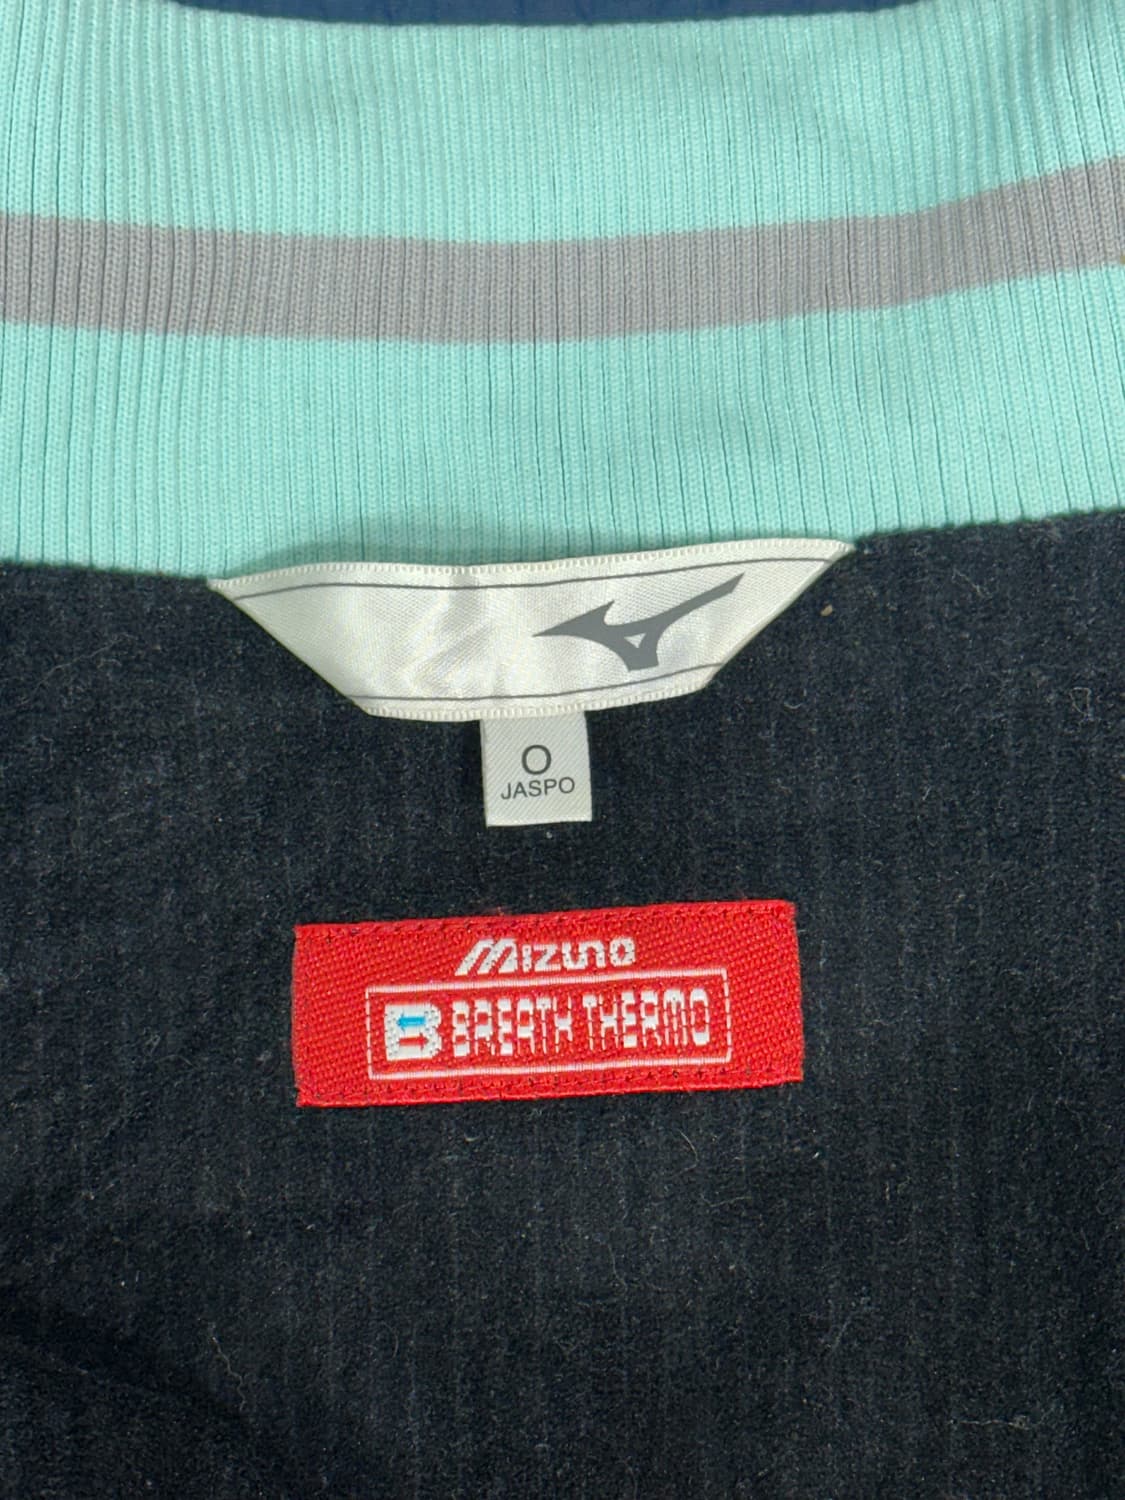 O
JASPO
Mizuno
B BREATH THERMO